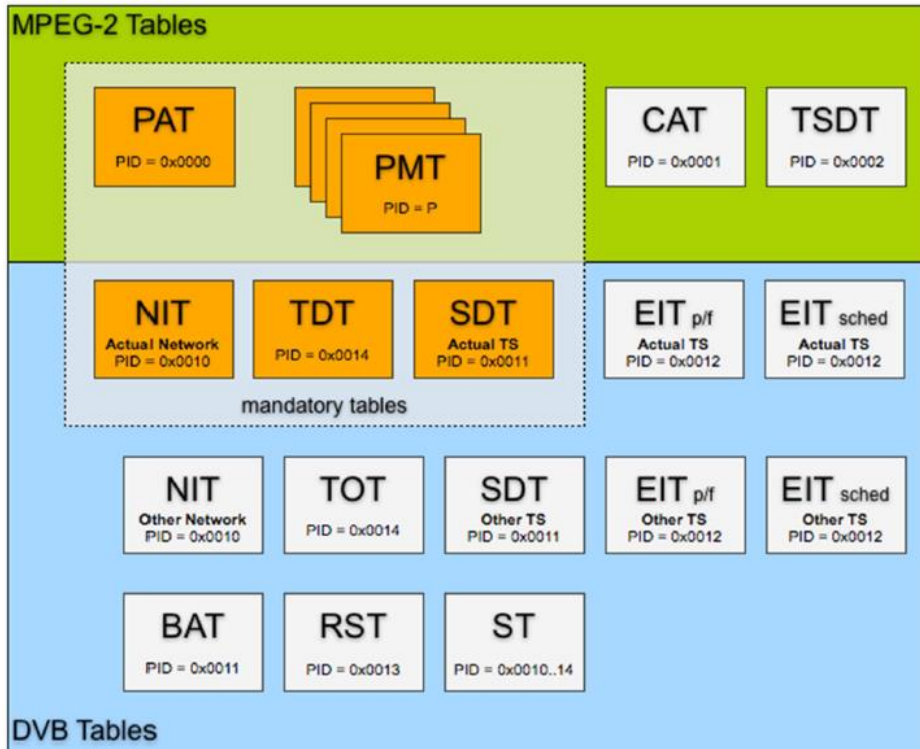 MPEG-2 Tables
PAT
PID = 0x0000
PMT
PID = P
CAT
PID = 0x0001
TSDT
PID = 0x0002
NIT
Actual Network
PID = 0x0010
TDT
PID = 0x0014
SDT
Actual TS
PID = 0x0011
EIT p/f
Actual TS
PID = 0x0012
EIT sched
Actual TS
PID = 0x0012
mandatory tables
NIT
Other Network
PID = 0x0010
TOT
PID = 0x0014
SDT
Other TS
PID = 0x0011
EIT p/f
Other TS
PID = 0x0012
EIT sched
Other TS
PID = 0x0012
BAT
PID = 0x0011
RST
PID = 0x0013
ST
PID = 0x0010..14
DVB Tables